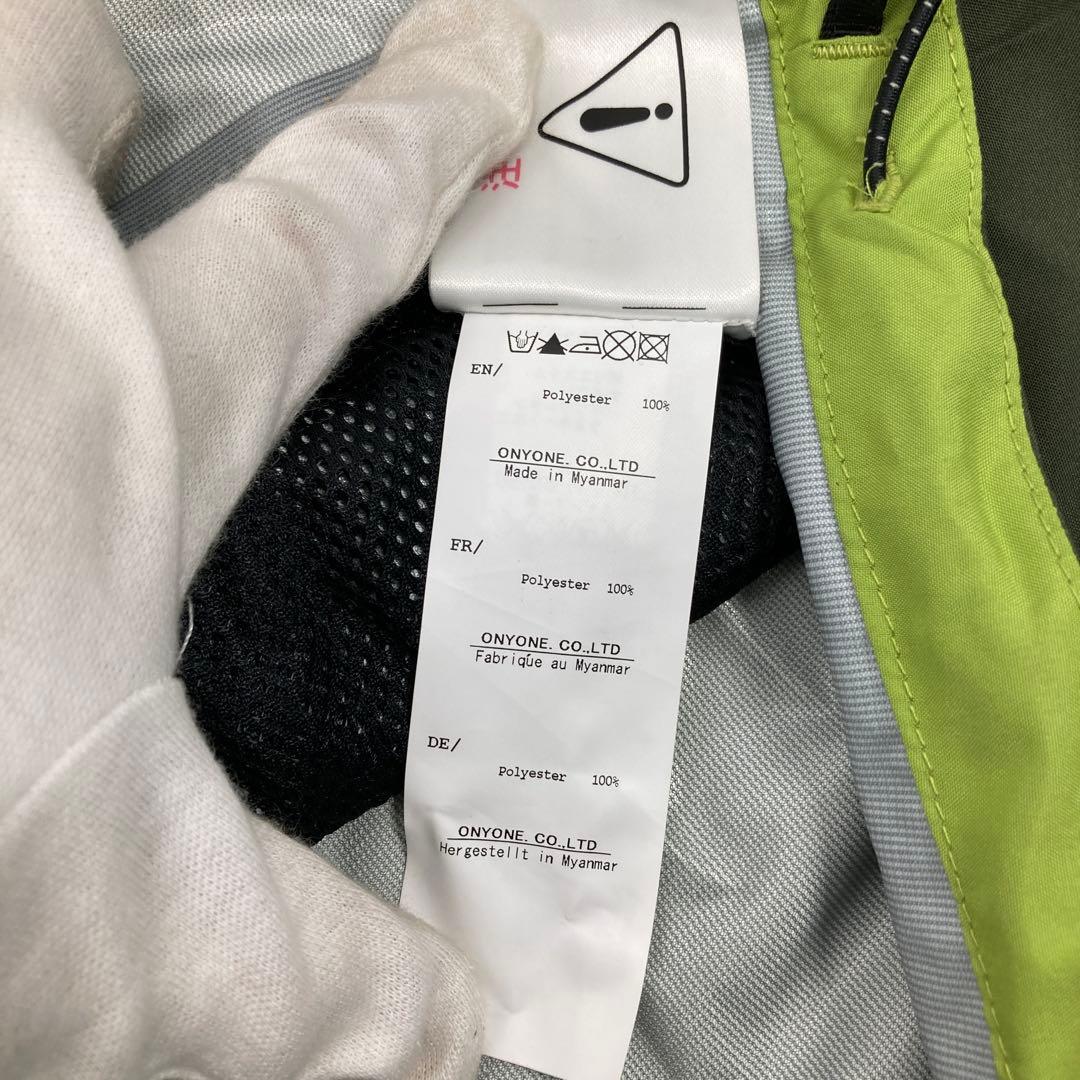 EN/
Polyester 100%
ONYONE. CO.,LTD
Made in Myanmar
FR/
Polyester 100%
ONYONE. CO.,LTD
Fabriqúe au Myanmar
DE/
Polyester 100%
ONYONE. CO.,LTD
Hergestellt in Myanmar